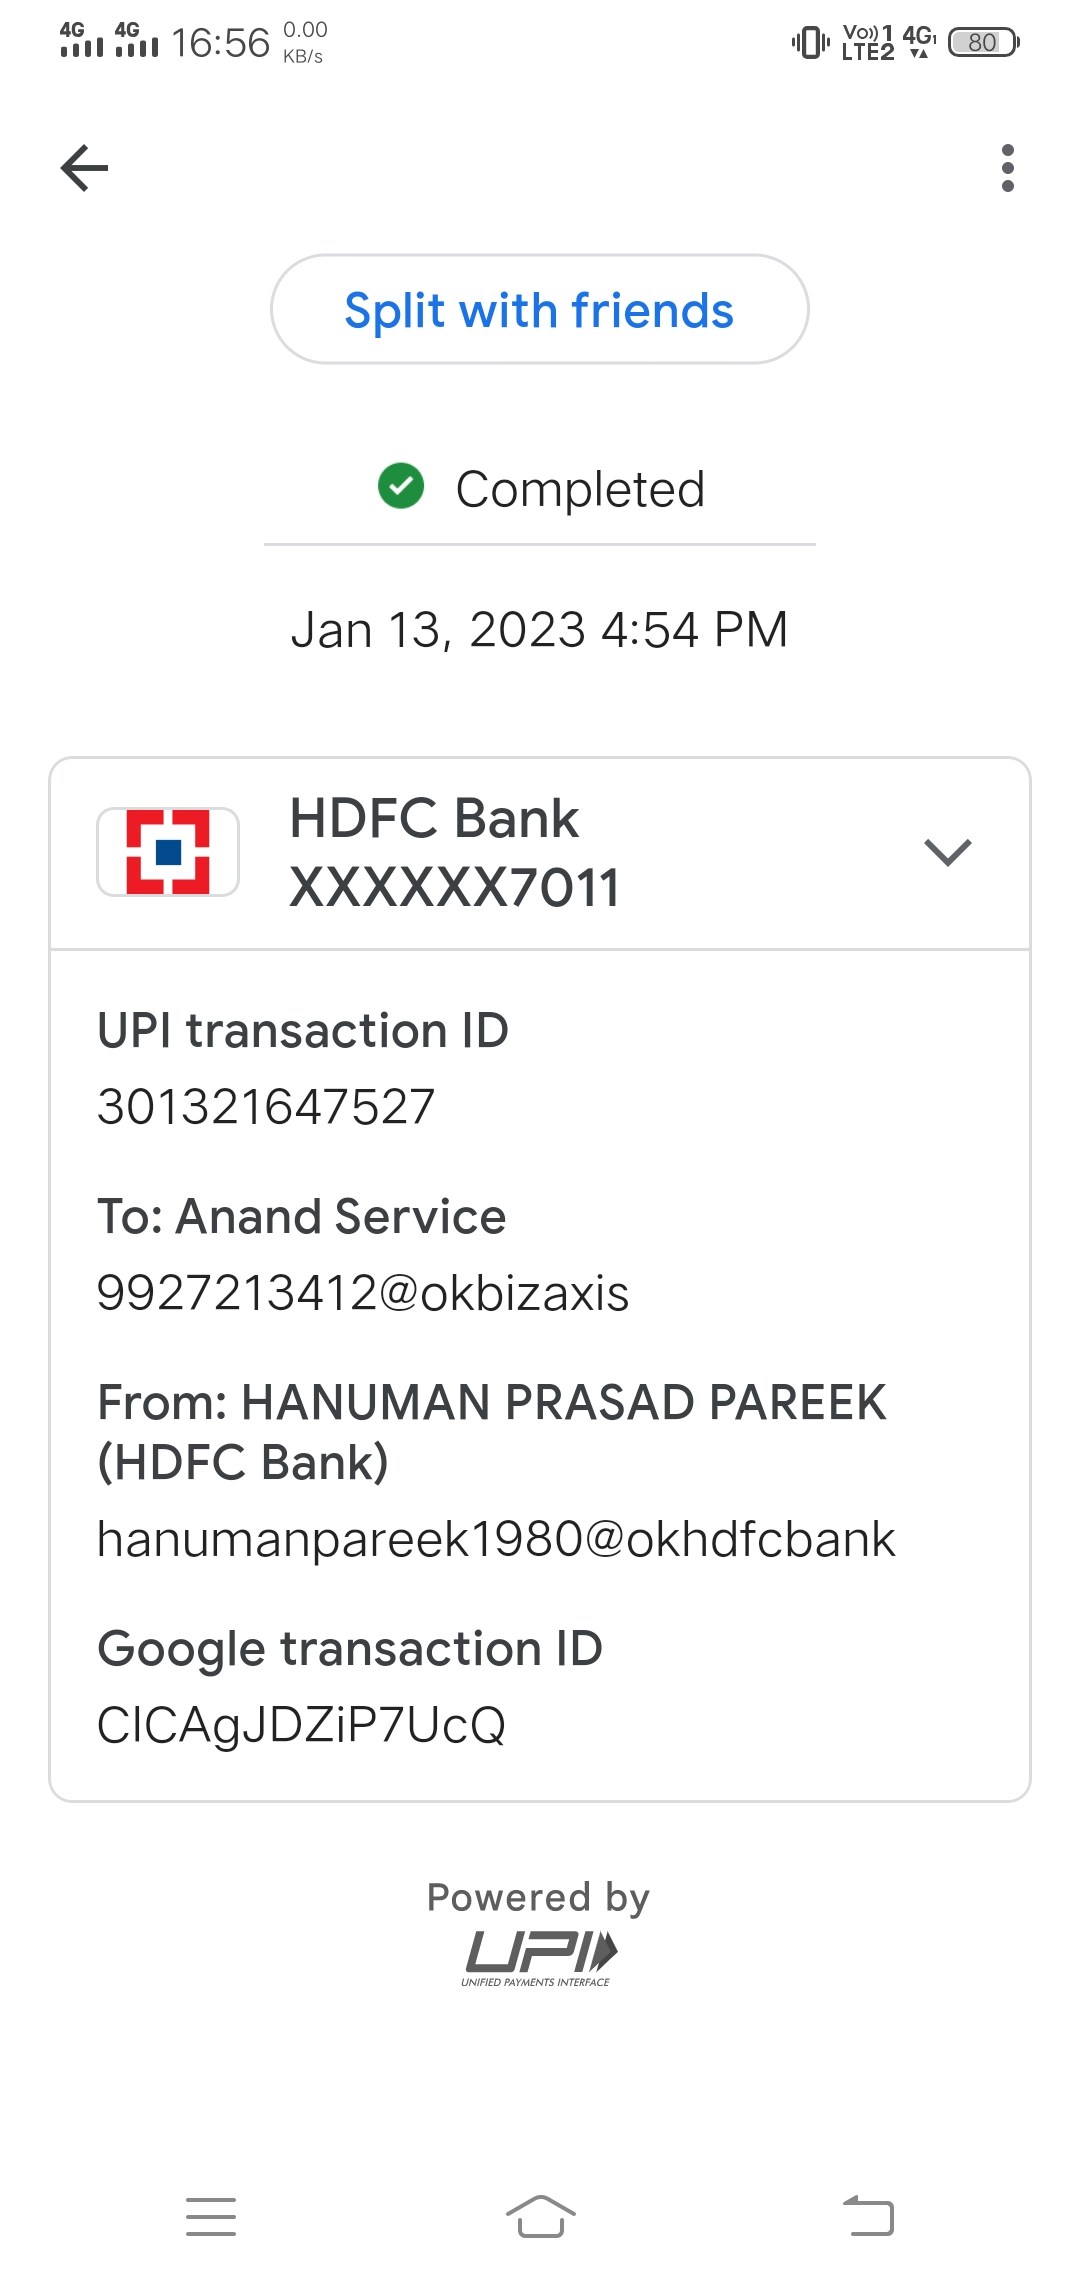 4G 4G 16:56 0.00 KB/s Vo)) 1 LTE2 4G1 80
Split with friends
Completed
Jan 13, 2023 4:54 PM
HDFC Bank
XXXXXX7011
UPI transaction ID
301321647527
To: Anand Service
9927213412@okbizaxis
From: HANUMAN PRASAD PAREEK
(HDFC Bank)
hanumanpareek1980@okhdfcbank
Google transaction ID
CICAgJDZiP7UcQ
Powered by
UPI
UNIFIED PAYMENTS INTERFACE